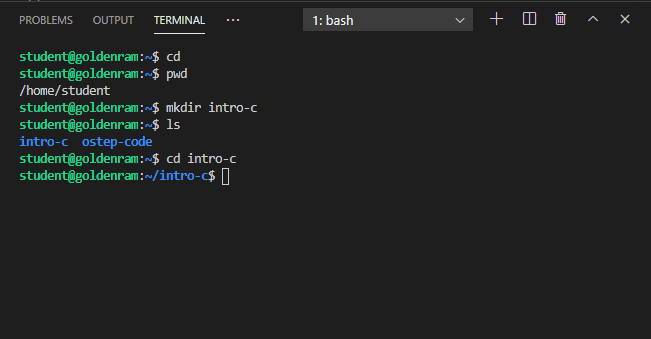 PROBLEMS OUTPUT TERMINAL ... 1: bash
student@goldenram:~$ cd
student@goldenram:~$ pwd
/home/student
student@goldenram:~$ mkdir intro-c
student@goldenram:~$ ls
intro-c  ostep-code
student@goldenram:~$ cd intro-c
student@goldenram:~/intro-c$